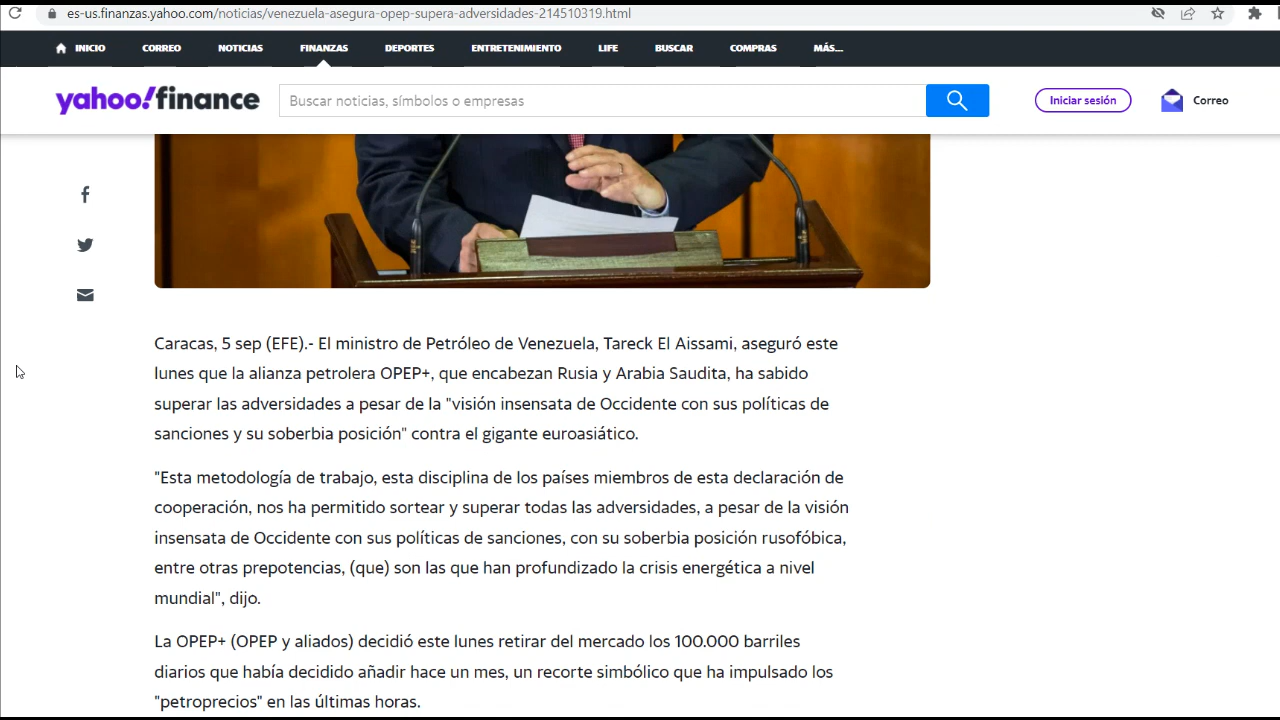 es-us.finanzas.yahoo.com/noticias/venezuela-asegura-opep-supera-adversidades-214510319.html
INICIO CORREO NOTICIAS FINANZAS DEPORTES ENTRETENIMIENTO LIFE BUSCAR COMPRAS MÁS...
yahoo!finance Buscar noticias, símbolos o empresas Iniciar sesión Correo
Caracas, 5 sep (EFE).- El ministro de Petróleo de Venezuela, Tareck El Aissami, aseguró este
lunes que la alianza petrolera OPEP+, que encabezan Rusia y Arabia Saudita, ha sabido
superar las adversidades a pesar de la "visión insensata de Occidente con sus políticas de
sanciones y su soberbia posición" contra el gigante euroasiático.
"Esta metodología de trabajo, esta disciplina de los países miembros de esta declaración de
cooperación, nos ha permitido sortear y superar todas las adversidades, a pesar de la visión
insensata de Occidente con sus políticas de sanciones, con su soberbia posición rusofóbica,
entre otras prepotencias, (que) son las que han profundizado la crisis energética a nivel
mundial", dijo.
La OPEP+ (OPEP y aliados) decidió este lunes retirar del mercado los 100.000 barriles
diarios que había decidido añadir hace un mes, un recorte simbólico que ha impulsado los
"petroprecios" en las últimas horas.